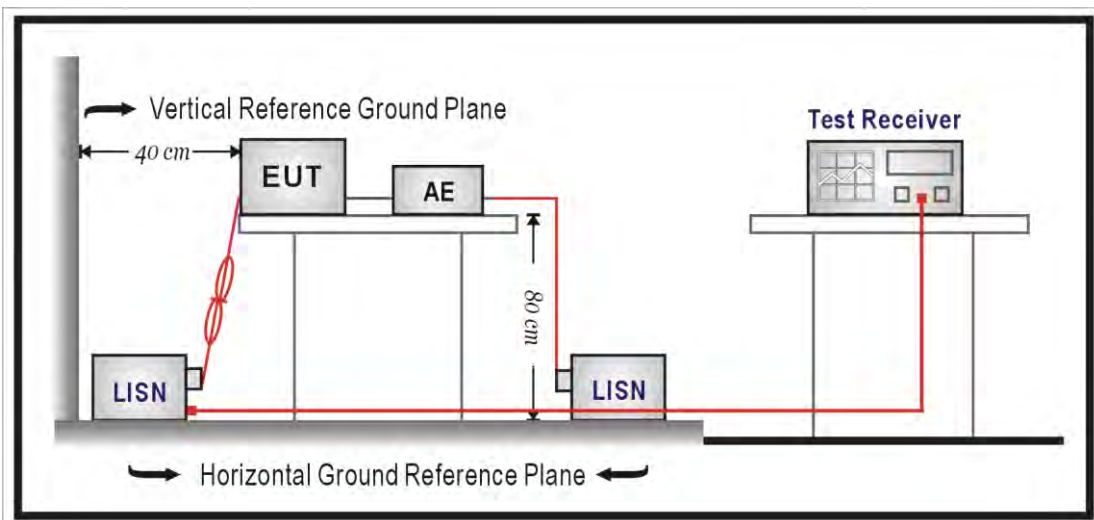 Vertical Reference Ground Plane
Test Receiver
40 cm
EUT
AE
80 cm
LISN
LISN
Horizontal Ground Reference Plane